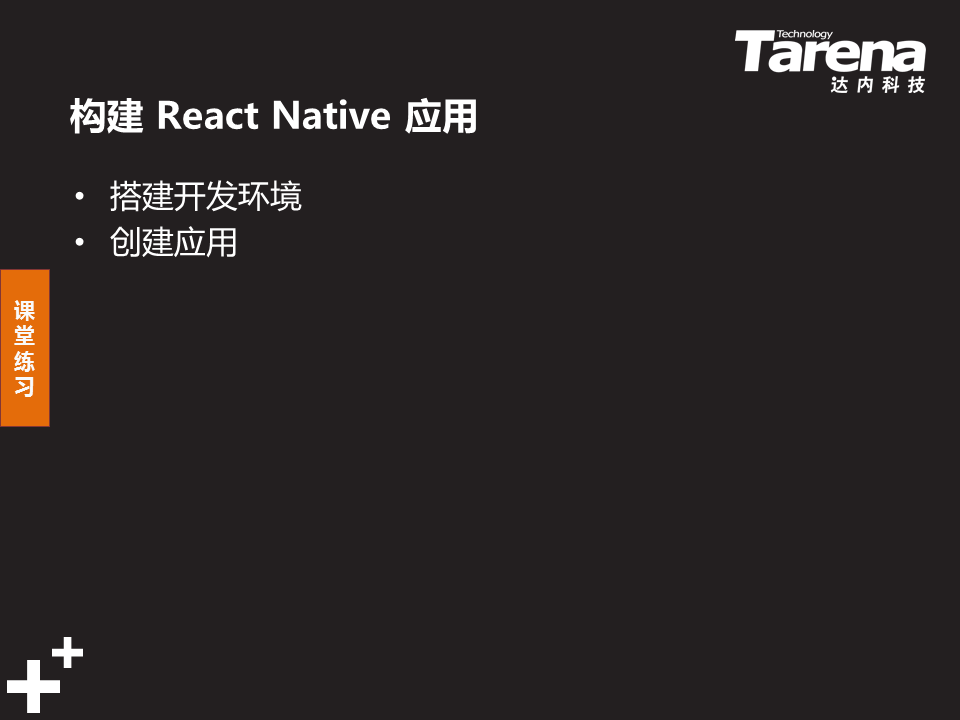 Technology
Tarena
达内科技
构建 React Native 应用
• 搭建开发环境
• 创建应用
课
堂
练
习